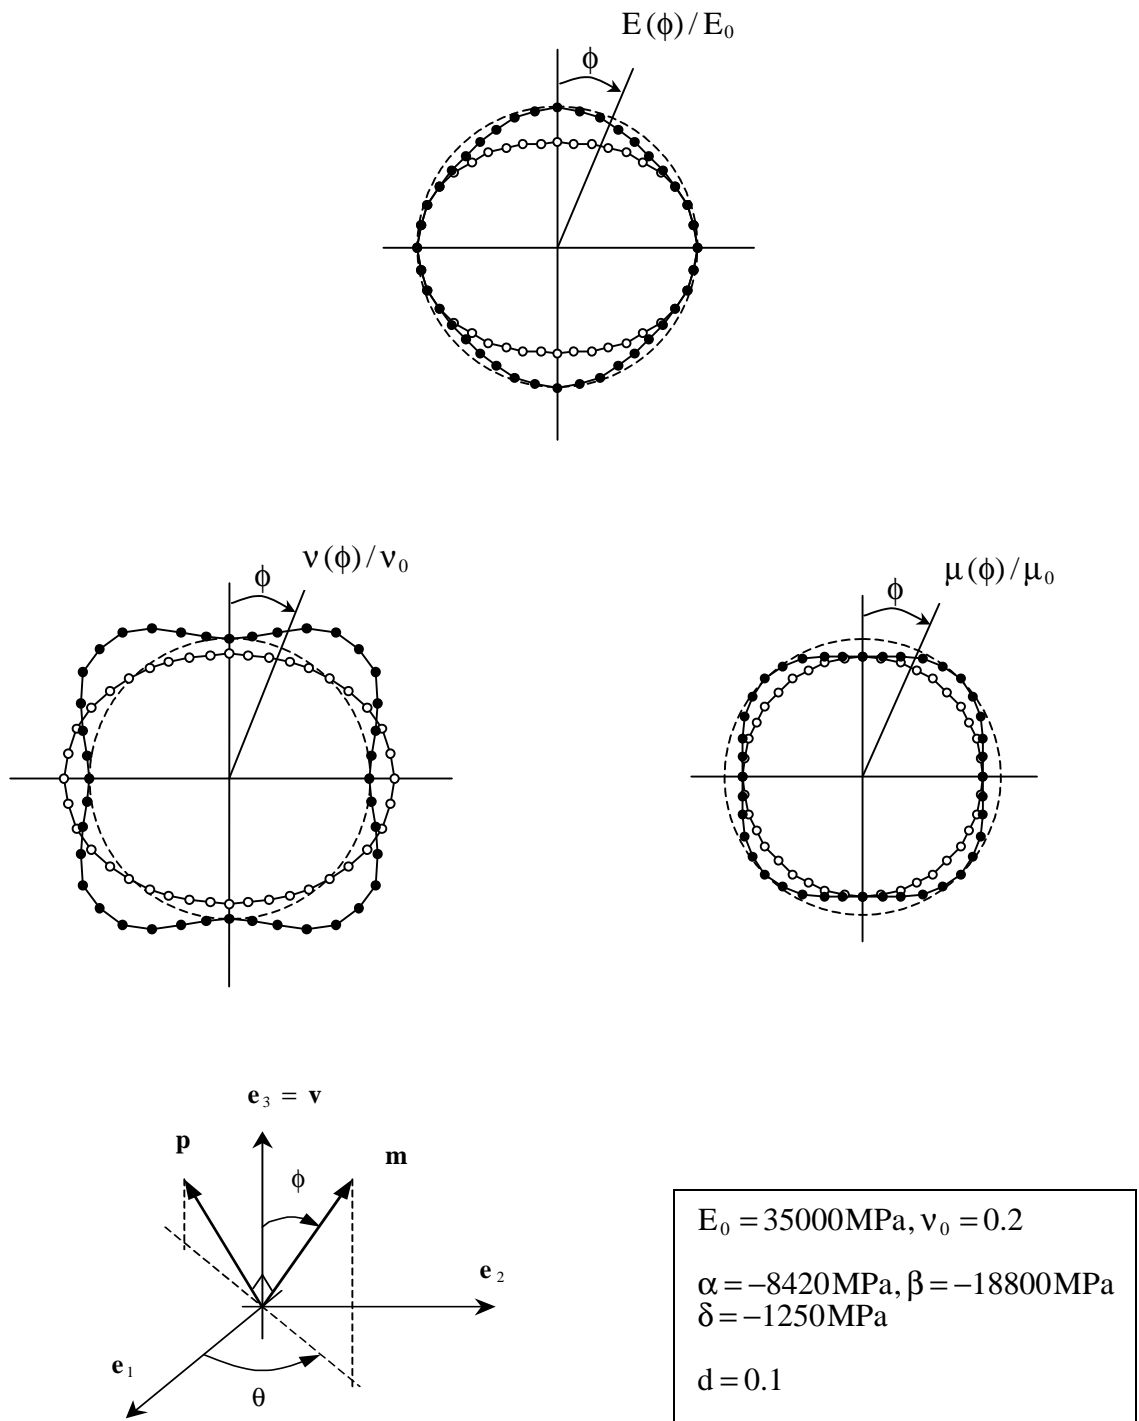 E(ϕ)/E₀
ϕ
ν(ϕ)/ν₀
ϕ
μ(ϕ)/μ₀
ϕ
e₃ = v
p
m
ϕ
e₂
e₁
θ
E₀ = 35000MPa, ν₀ = 0.2
α = −8420MPa, β = −18800MPa
δ = −1250MPa
d = 0.1